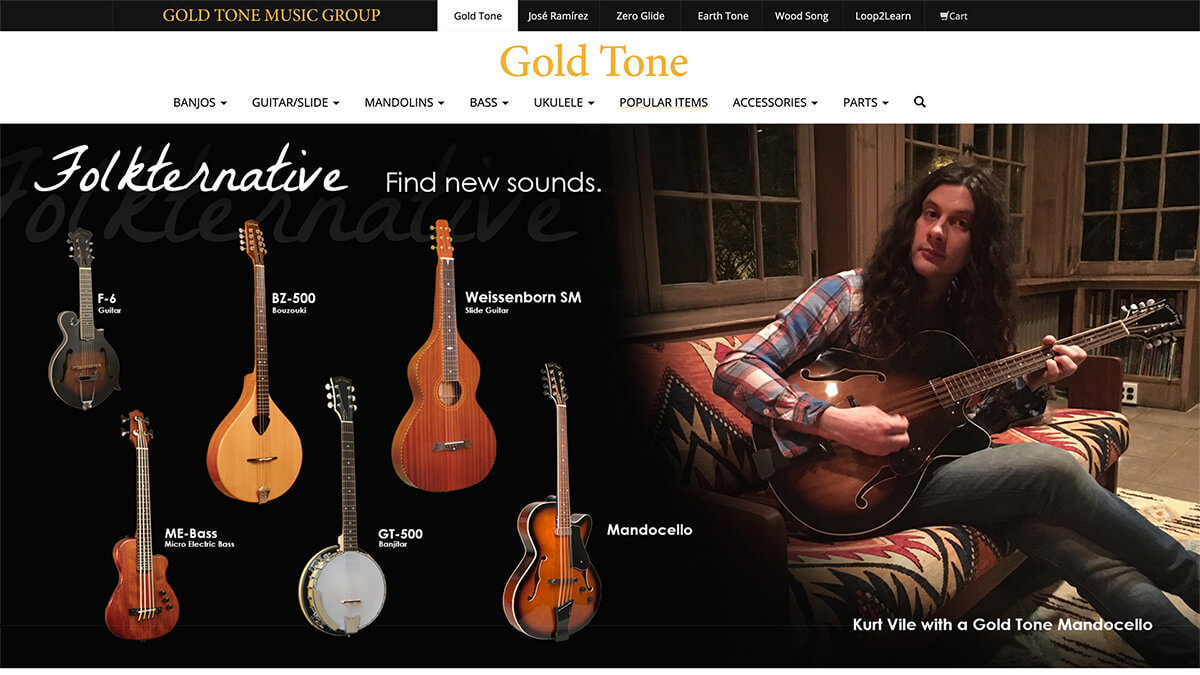 GOLD TONE MUSIC GROUP
Gold Tone
José Ramírez
Zero Glide
Earth Tone
Wood Song
Loop2Learn
Cart
Gold Tone
BANJOS
GUITAR/SLIDE
MANDOLINS
BASS
UKULELE
POPULAR ITEMS
ACCESSORIES
PARTS
Folkternative
Folkternative
Find new sounds.
F-6
Guitar
BZ-500
Bouzouki
Weissenborn SM
Slide Guitar
ME-Bass
Micro Electric Bass
GT-500
Banjitar
Mandocello
Kurt Vile with a Gold Tone Mandocello